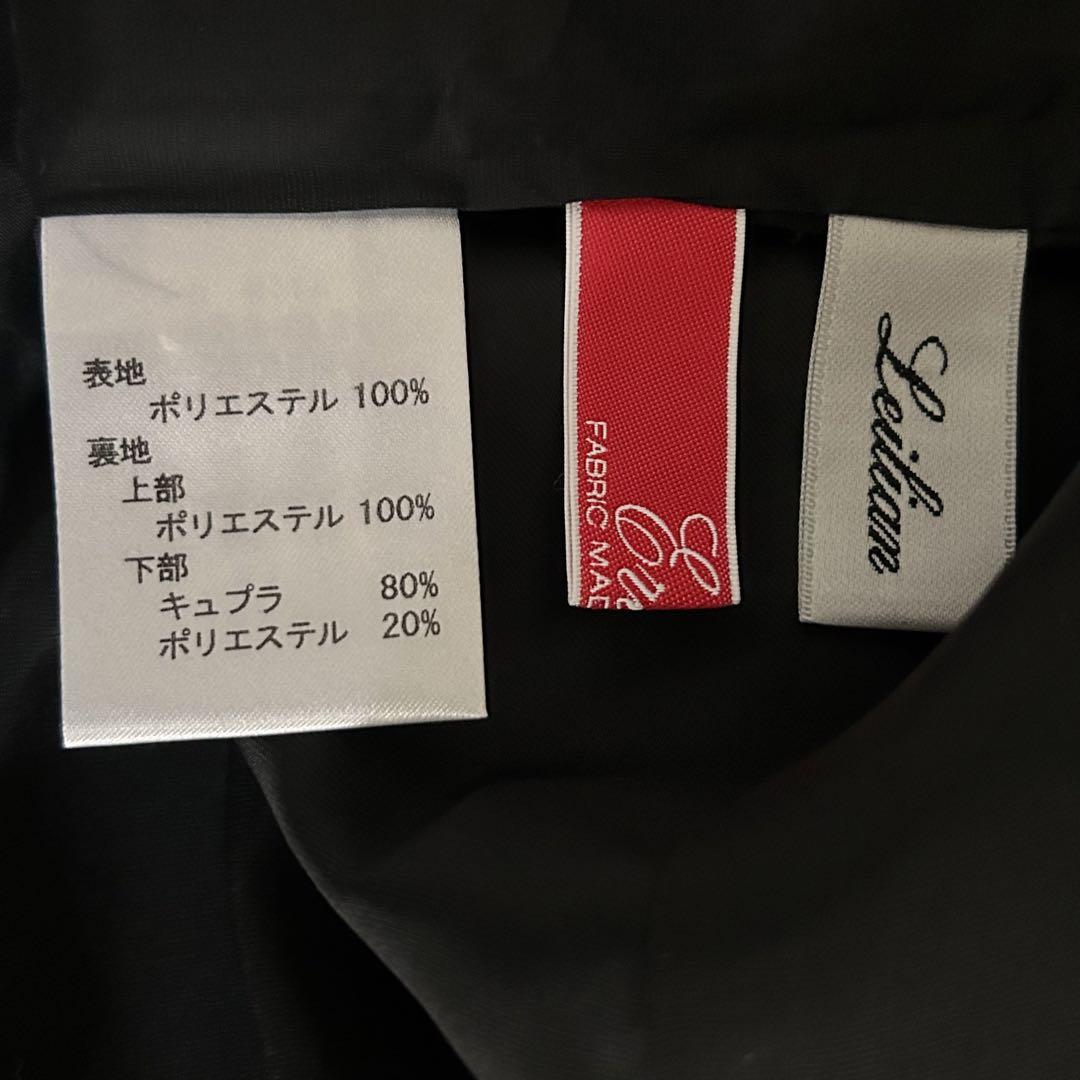 表地
ポリエステル 100%
裏地
上部
ポリエステル 100%
下部
キュプラ 80%
ポリエステル 20%
FABRIC
Leilian